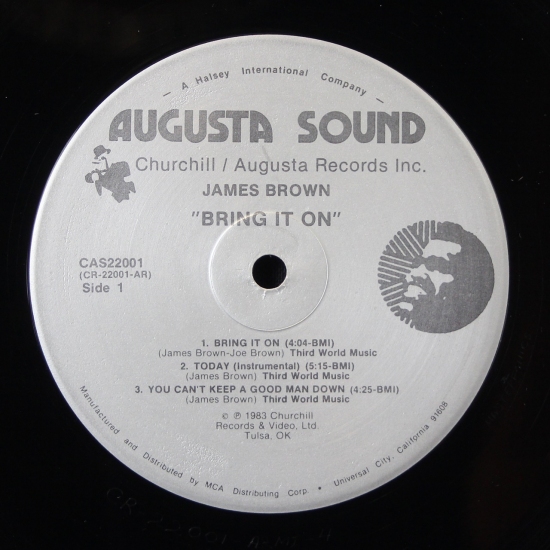 — A Halsey International Company —
AUGUSTA SOUND
Churchill / Augusta Records Inc.
JAMES BROWN
"BRING IT ON"
CAS22001
(CR-22001-AR)
Side 1
1. BRING IT ON (4:04-BMI)
(James Brown-Joe Brown) Third World Music
2. TODAY (Instrumental) (5:15-BMI)
(James Brown) Third World Music
3. YOU CAN'T KEEP A GOOD MAN DOWN (4:25-BMI)
(James Brown) Third World Music
© ℗ 1983 Churchill
Records & Video, Ltd.
Tulsa, OK
Manufactured and Distributed by MCA Distributing Corp. • Universal City, California 91608